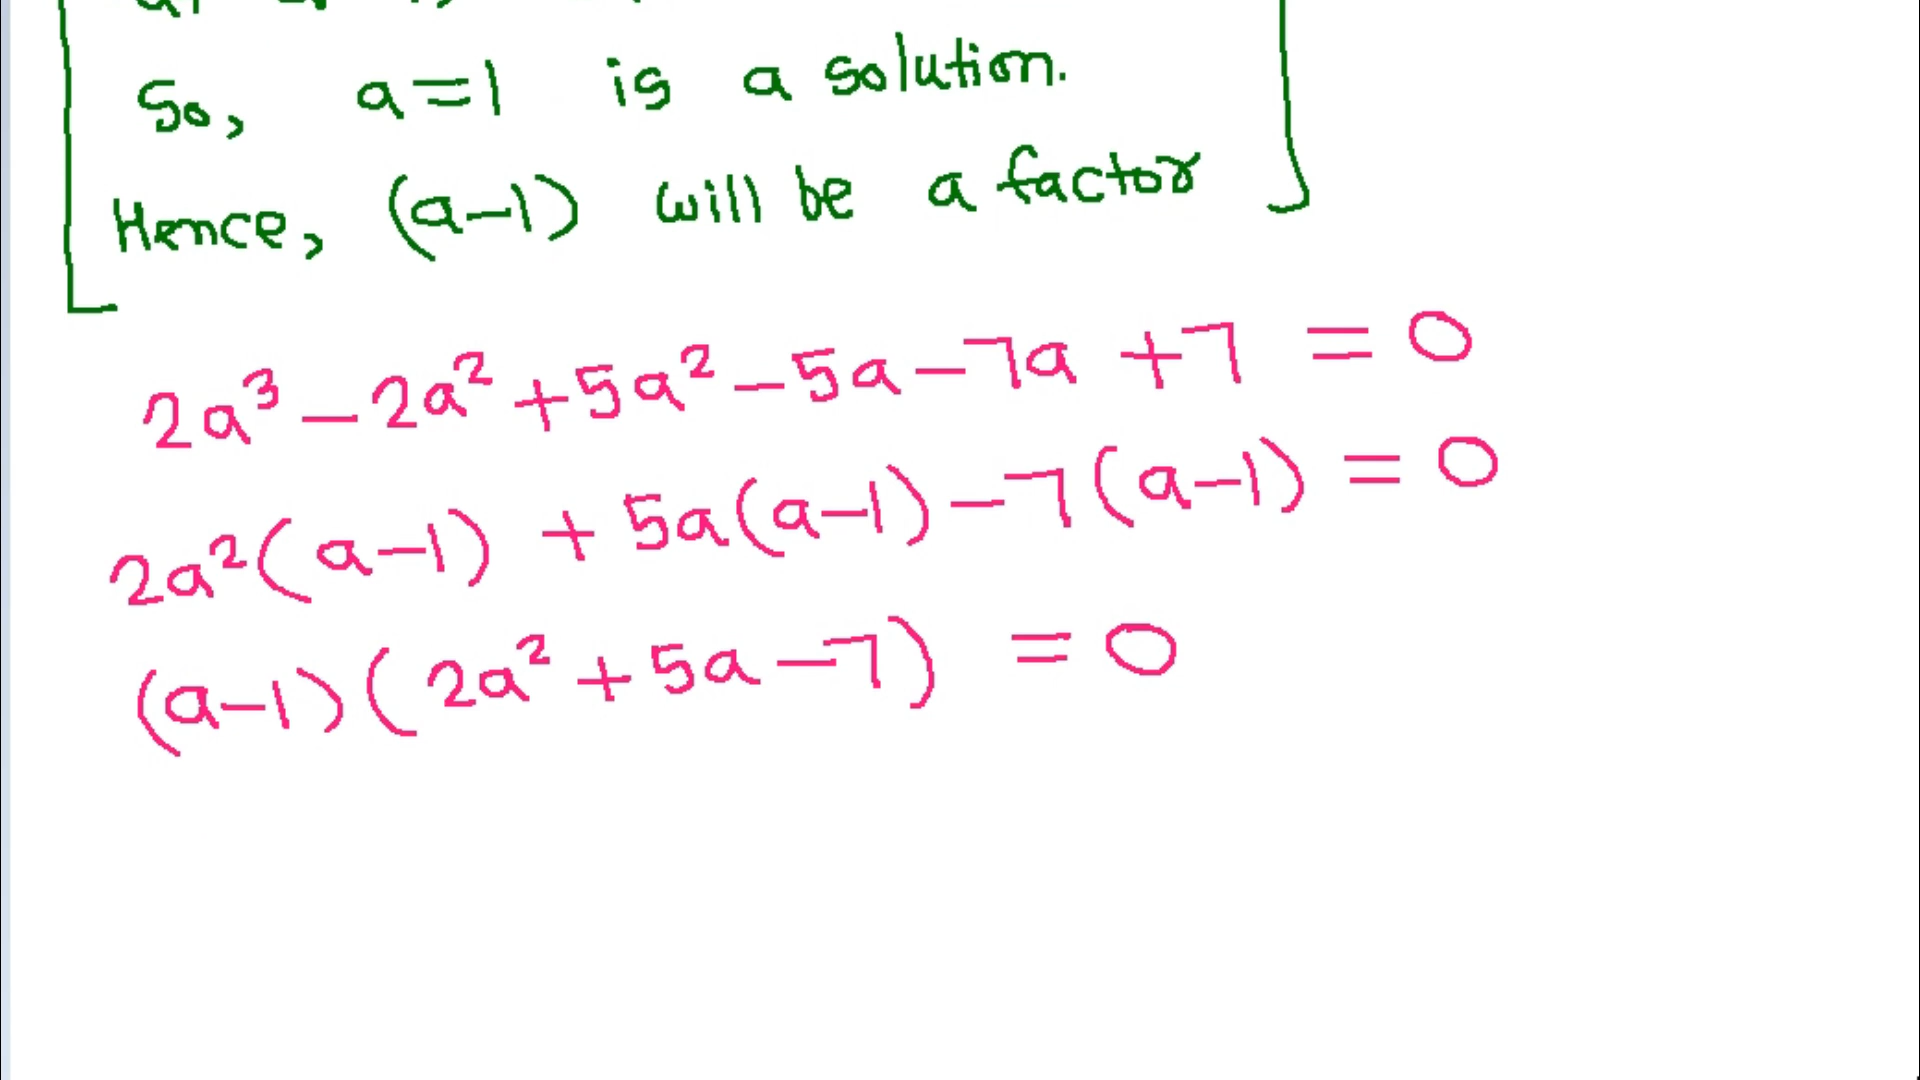 So, a=1 is a solution.
Hence, (a-1) will be a factor
2a³ - 2a² + 5a² - 5a - 7a + 7 = 0
2a²(a-1) + 5a(a-1) - 7(a-1) = 0
(a-1)(2a² + 5a - 7) = 0